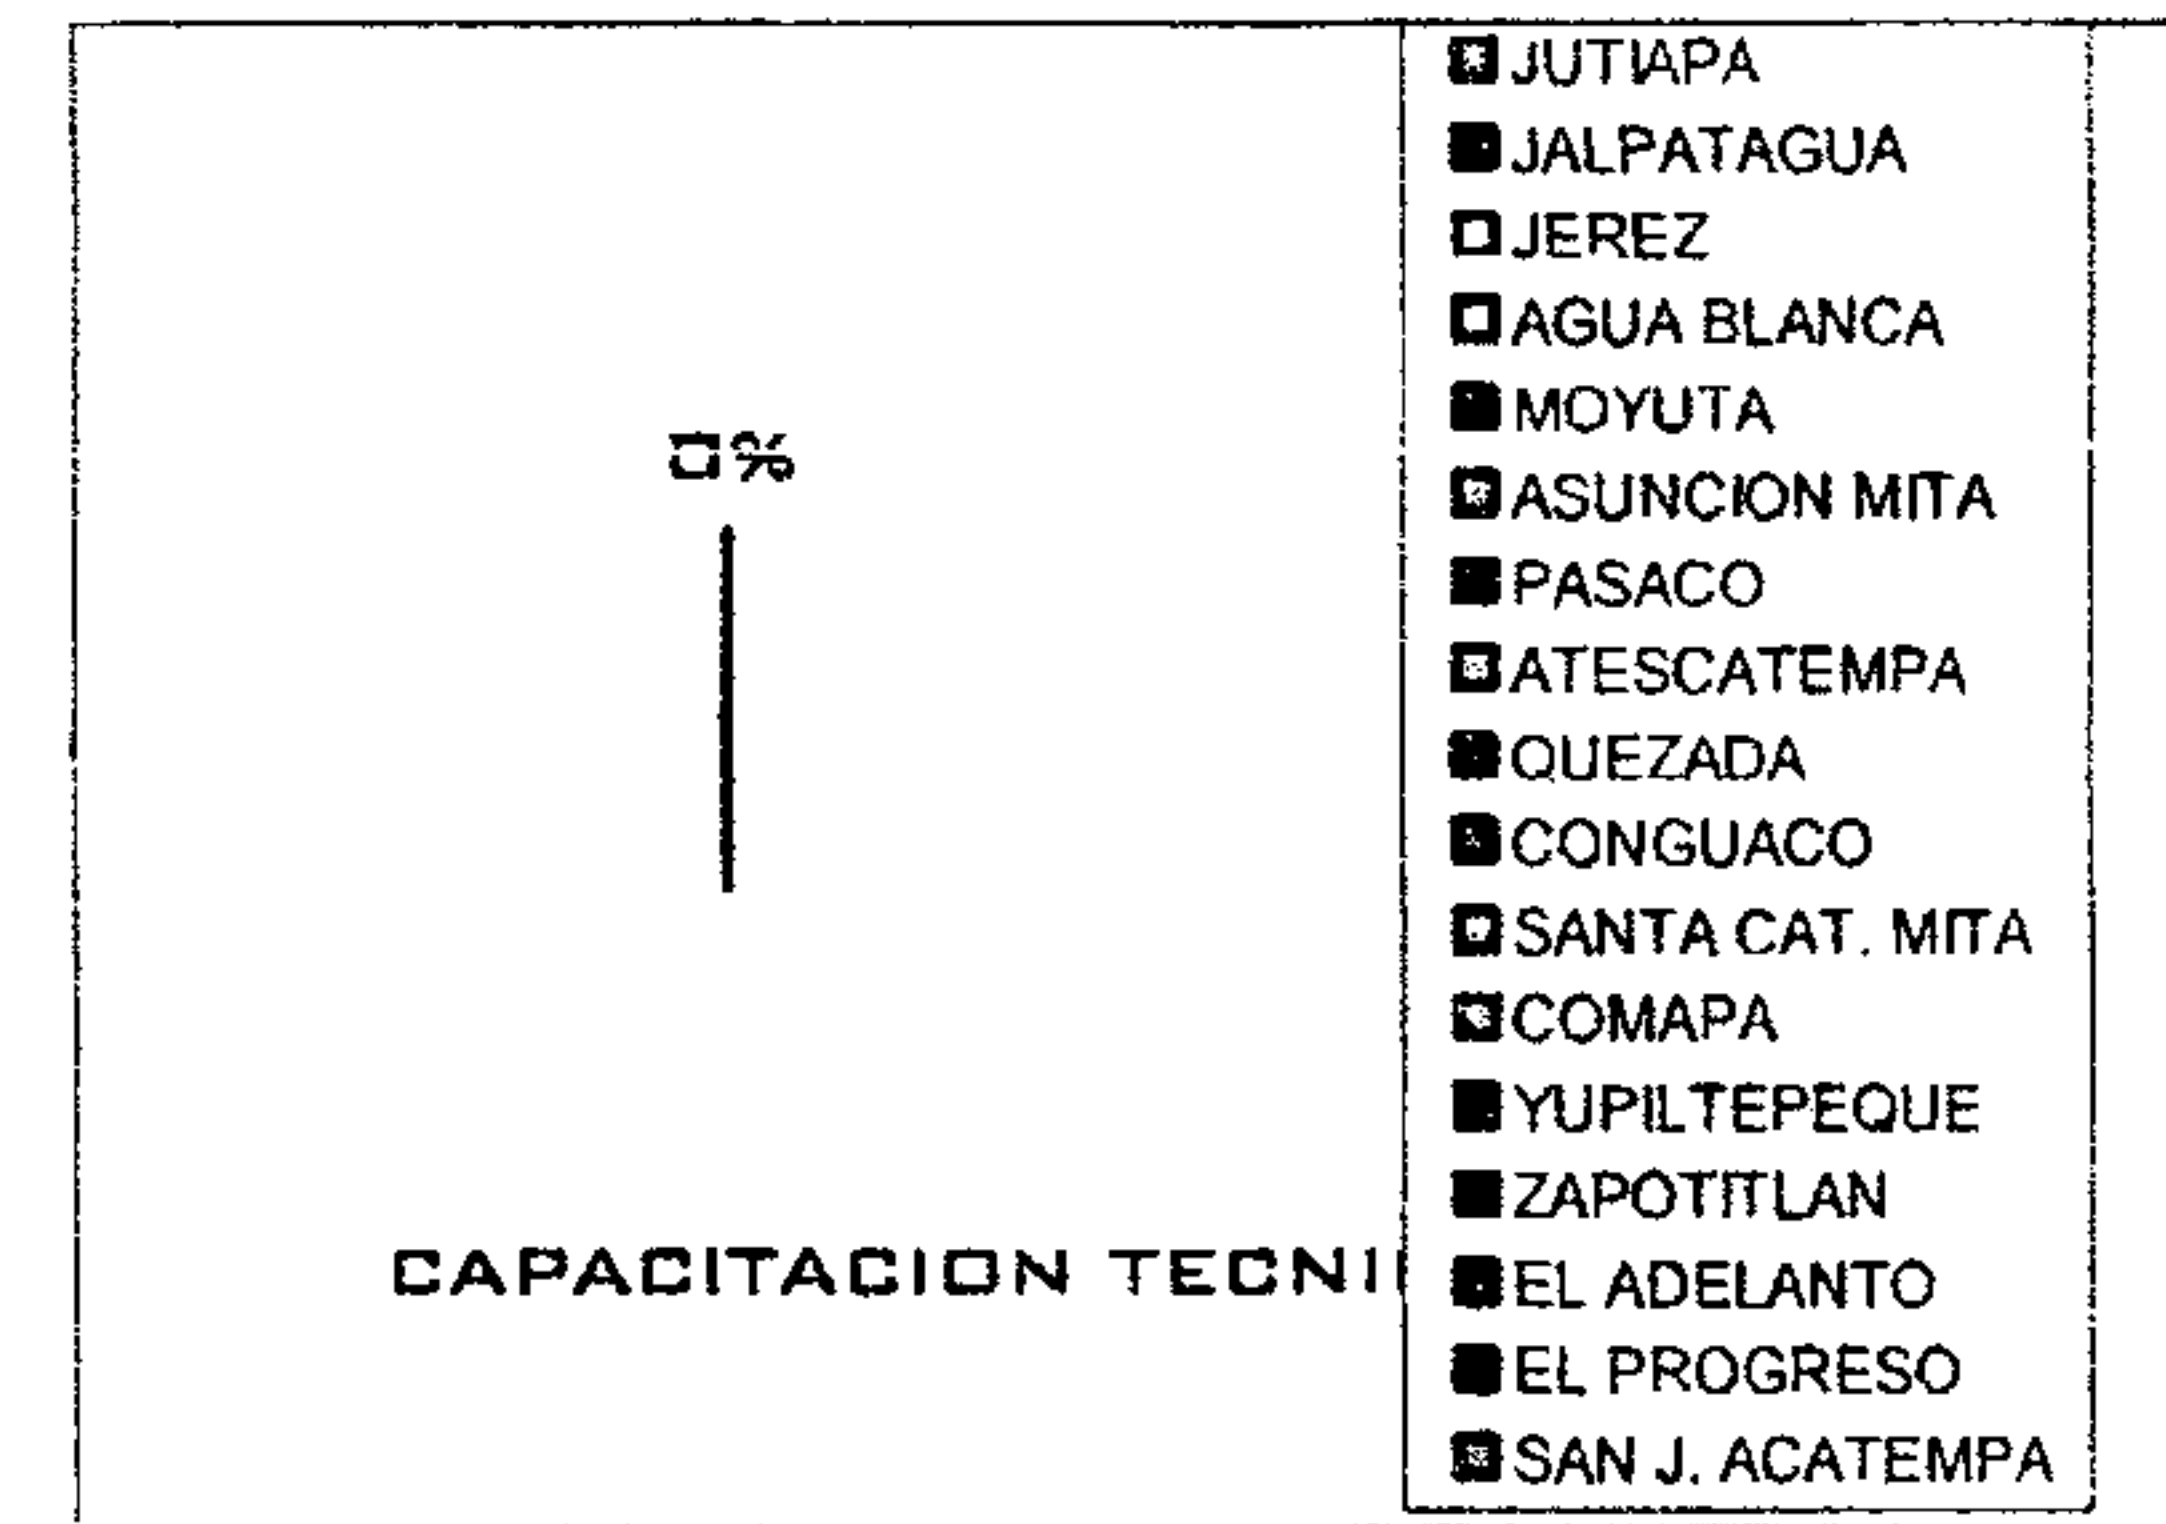 0%
CAPACITACION TECNI
JUTIAPA
JALPATAGUA
JEREZ
AGUA BLANCA
MOYUTA
ASUNCION MITA
PASACO
ATESCATEMPA
QUEZADA
CONGUACO
SANTA CAT. MITA
COMAPA
YUPILTEPEQUE
ZAPOTITLAN
EL ADELANTO
EL PROGRESO
SAN J. ACATEMPA